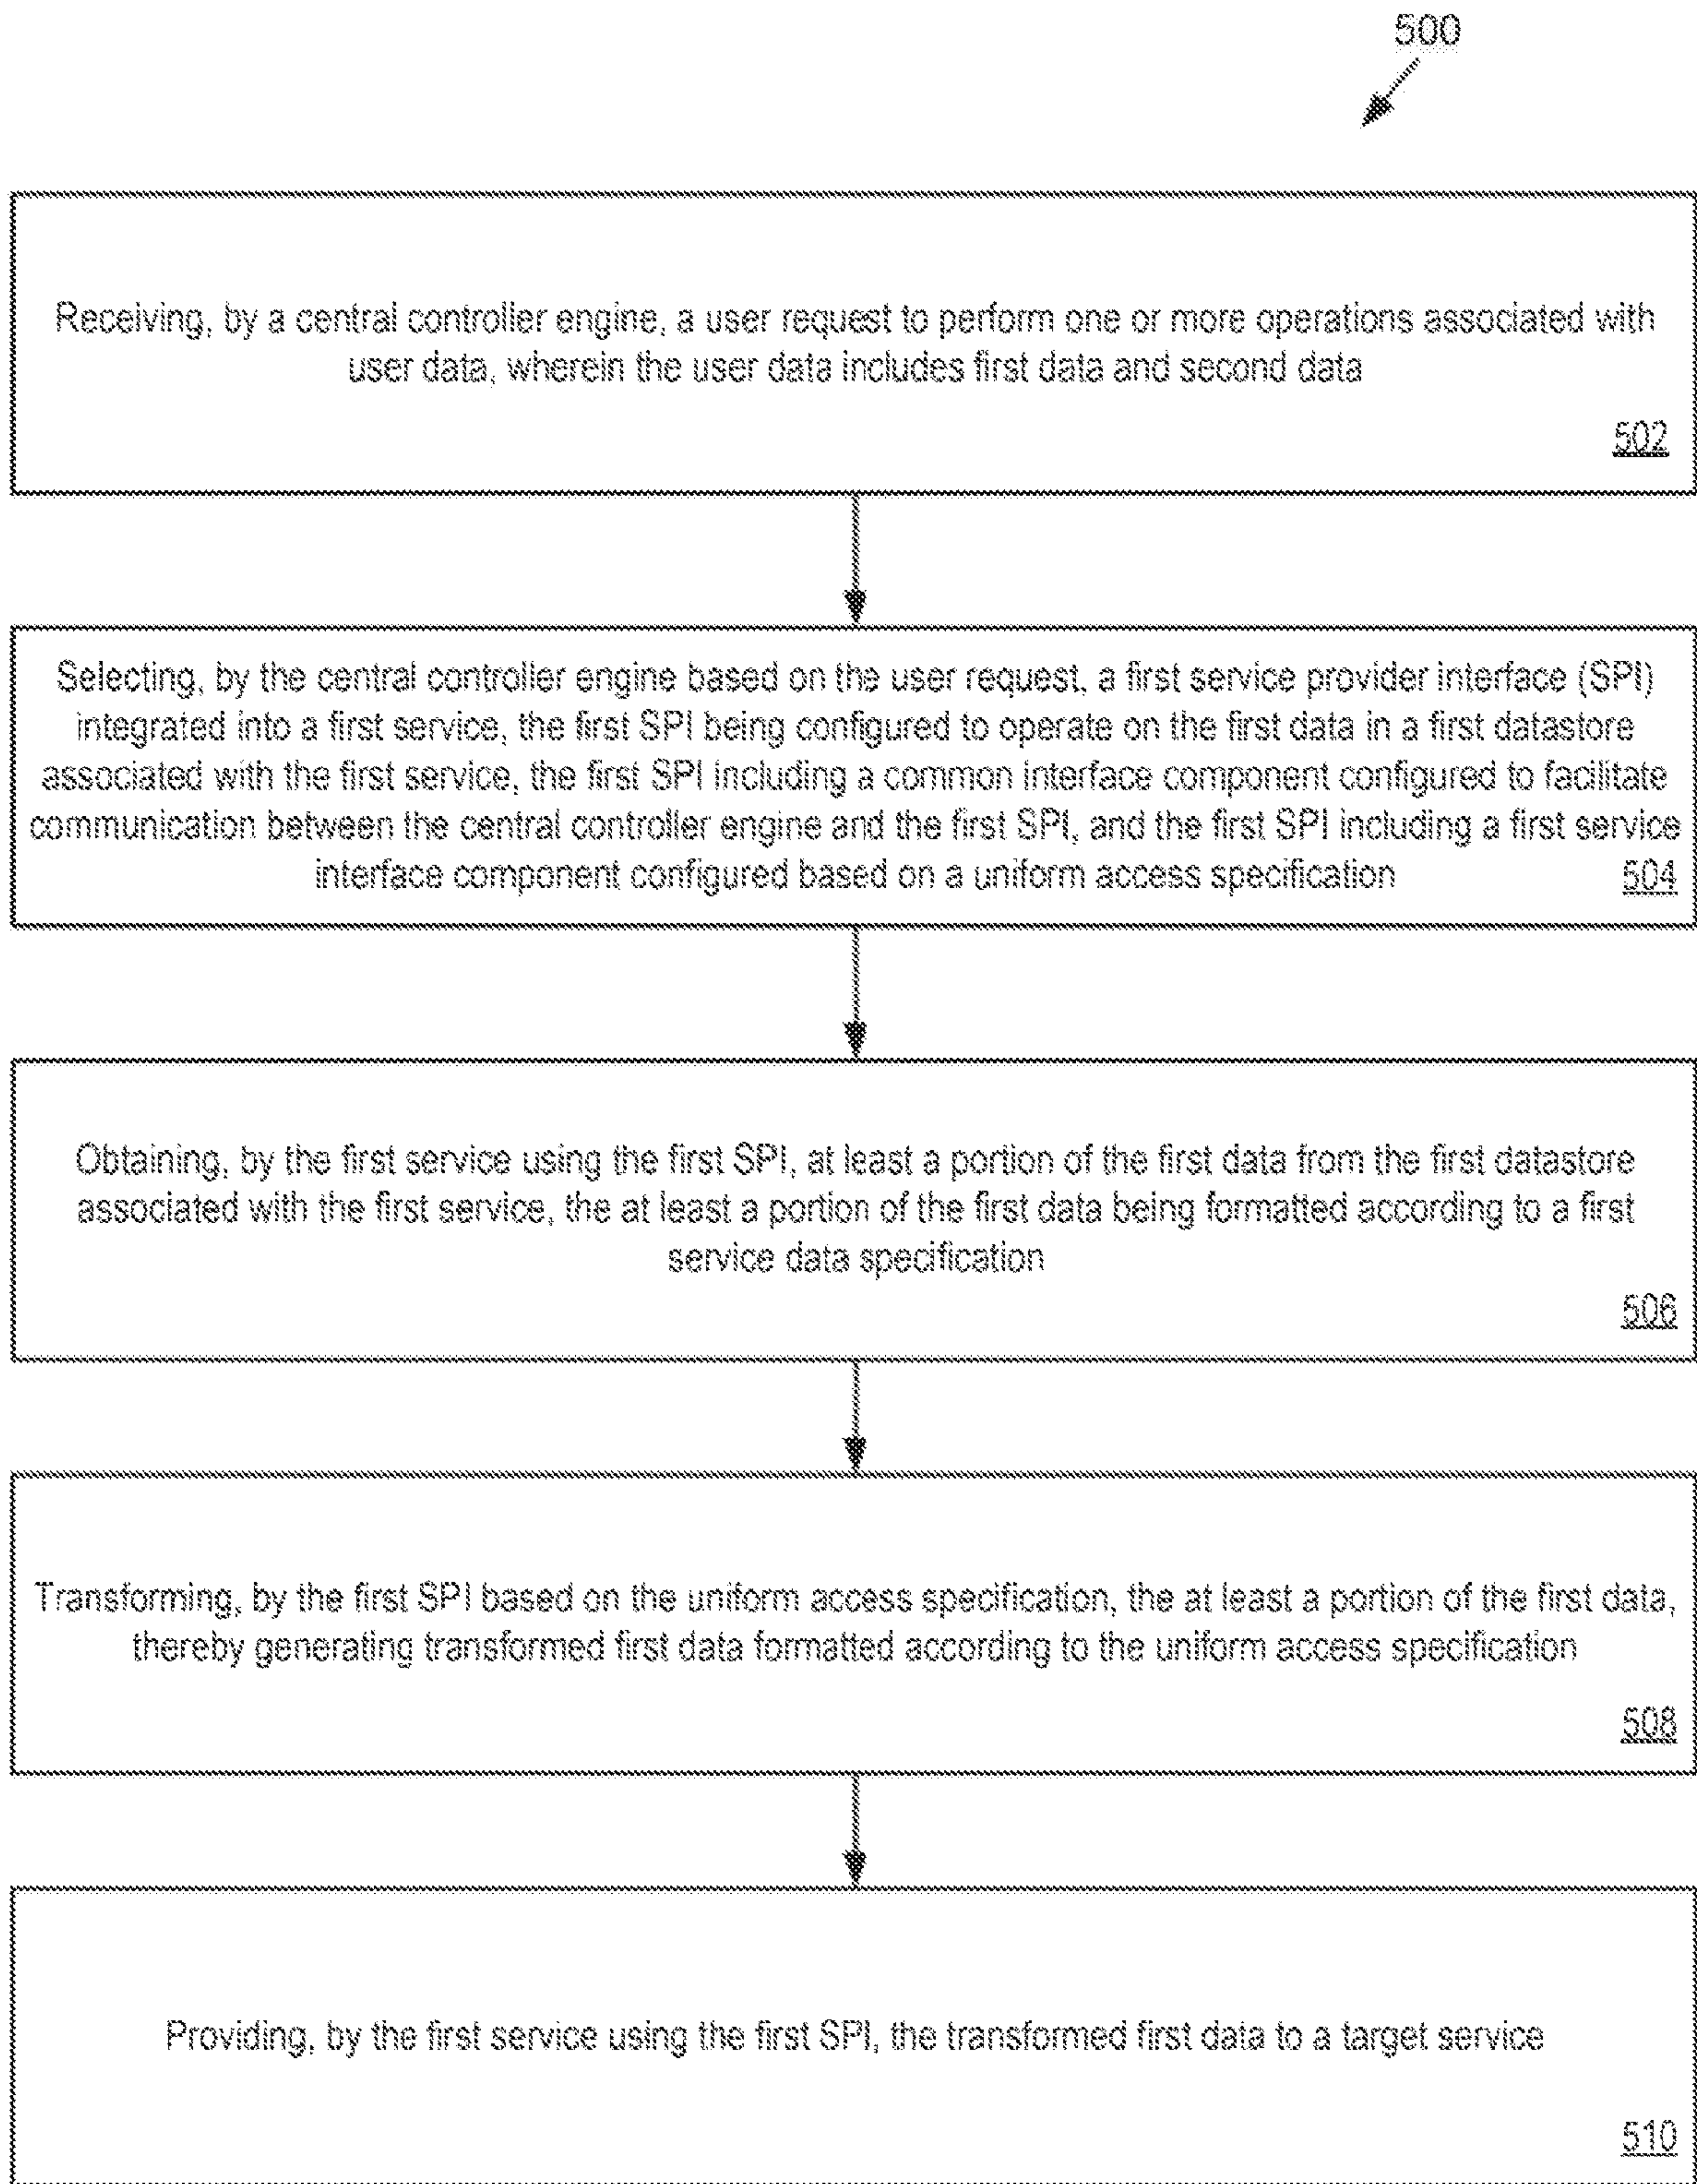 500
Receiving, by a central controller engine, a user request to perform one or more operations associated with
user data, wherein the user data includes first data and second data
502
Selecting, by the central controller engine based on the user request, a first service provider interface (SPI)
integrated into a first service, the first SPI being configured to operate on the first data in a first datastore
associated with the first service, the first SPI including a common interface component configured to facilitate
communication between the central controller engine and the first SPI, and the first SPI including a first service
interface component configured based on a uniform access specification
504
Obtaining, by the first service using the first SPI, at least a portion of the first data from the first datastore
associated with the first service, the at least a portion of the first data being formatted according to a first
service data specification
506
Transforming, by the first SPI based on the uniform access specification, the at least a portion of the first data,
thereby generating transformed first data formatted according to the uniform access specification
508
Providing, by the first service using the first SPI, the transformed first data to a target service
510